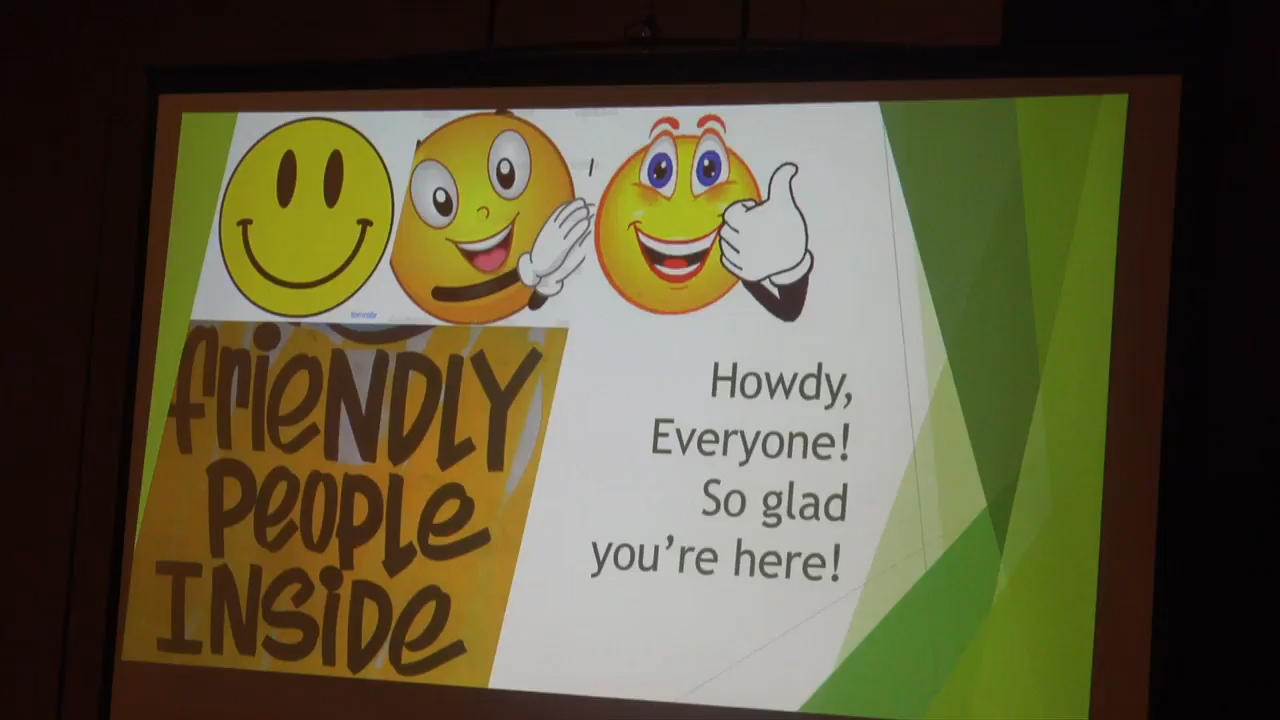 friENDLY
PEOPLe
INSiDe
Howdy,
Everyone!
So glad
you're here!